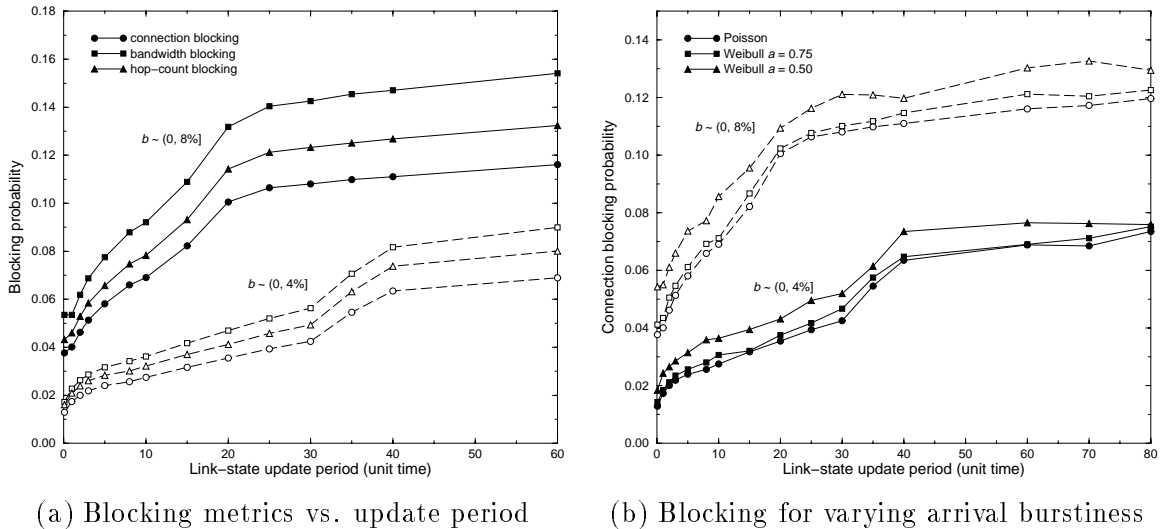 0.18
0.16
0.14
0.12
0.10
0.08
0.06
0.04
0.02
0.00
Blocking probability
connection blocking
bandwidth blocking
hop−count blocking
b ~ (0, 8%]
b ~ (0, 4%]
0 10 20 30 40 50 60
Link−state update period (unit time)
(a) Blocking metrics vs. update period
0.14
0.12
0.10
0.08
0.06
0.04
0.02
0.00
Connection blocking probability
Poisson
Weibull a = 0.75
Weibull a = 0.50
b ~ (0, 8%]
b ~ (0, 4%]
0 10 20 30 40 50 60 70 80
Link−state update period (unit time)
(b) Blocking for varying arrival burstiness